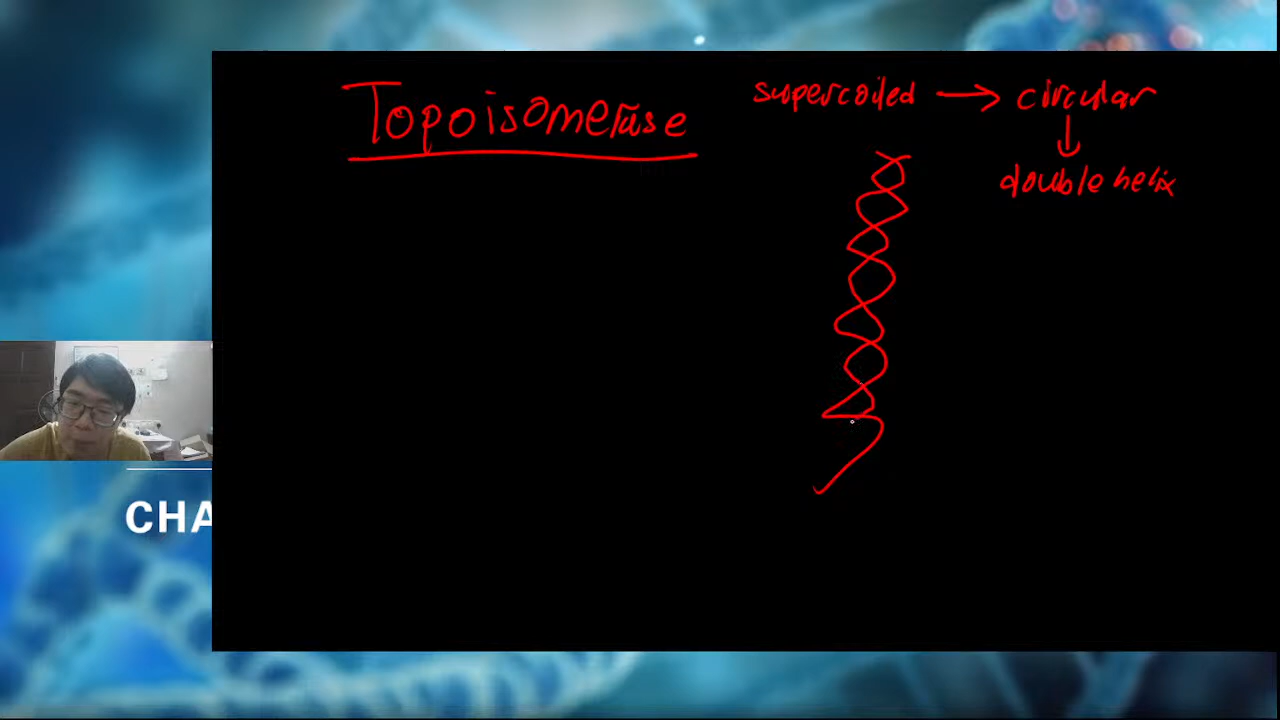 Topoisomerase
supercoiled → circular
↓
double helix
CHA